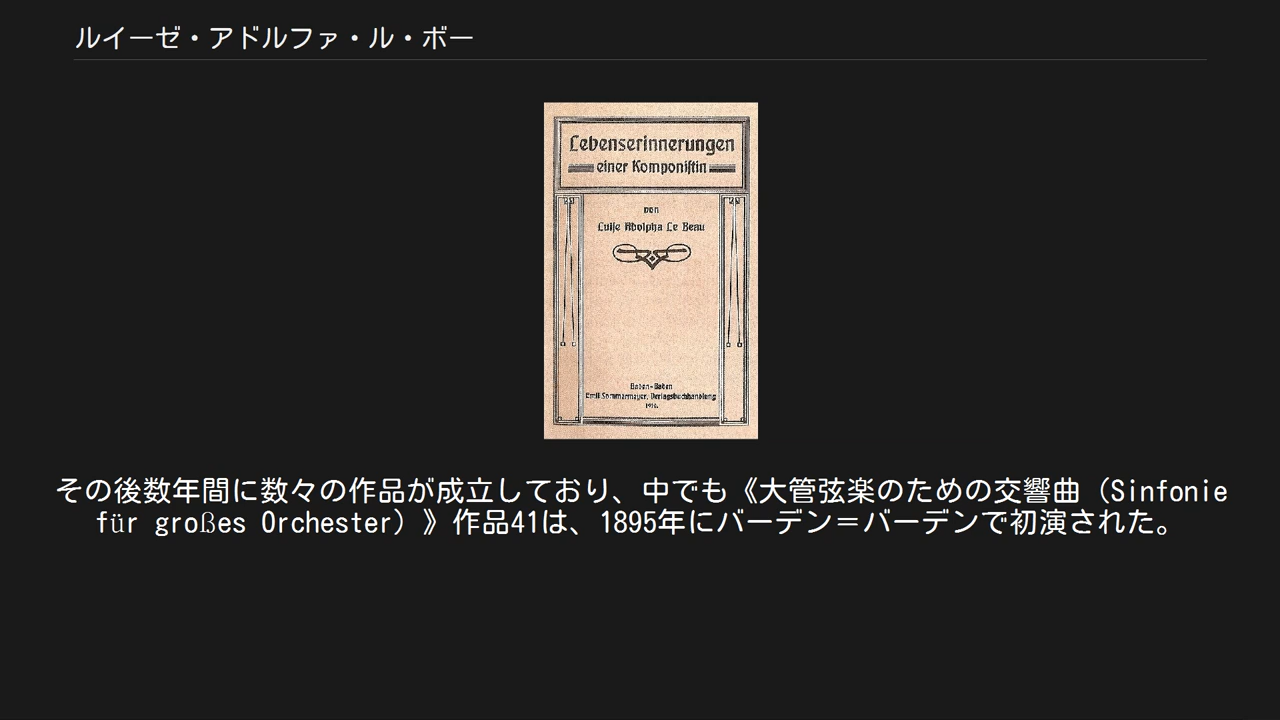 ルイーゼ・アドルファ・ル・ボー
Lebenserinnerungen
einer Komponiſtin
von
Luiſe Adolpha Le Beau
Baden-Baden
Emil Sommermeyer, Verlagsbuchhandlung
1910.
その後数年間に数々の作品が成立しており、中でも《大管弦楽のための交響曲（Sinfonie
für großes Orchester）》作品41は、1895年にバーデン＝バーデンで初演された。